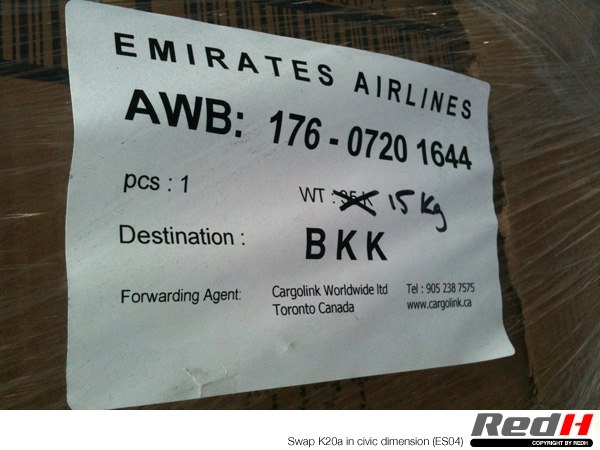 EMIRATES AIRLINES
AWB: 176 - 0720 1644
pcs : 1
WT : 15 Kg
Destination : BKK
Forwarding Agent: Cargolink Worldwide ltd Tel : 905 238 7575
Toronto Canada www.cargolink.ca
Swap K20a in civic dimension (ES04)
RedH
COPYRIGHT BY REDH